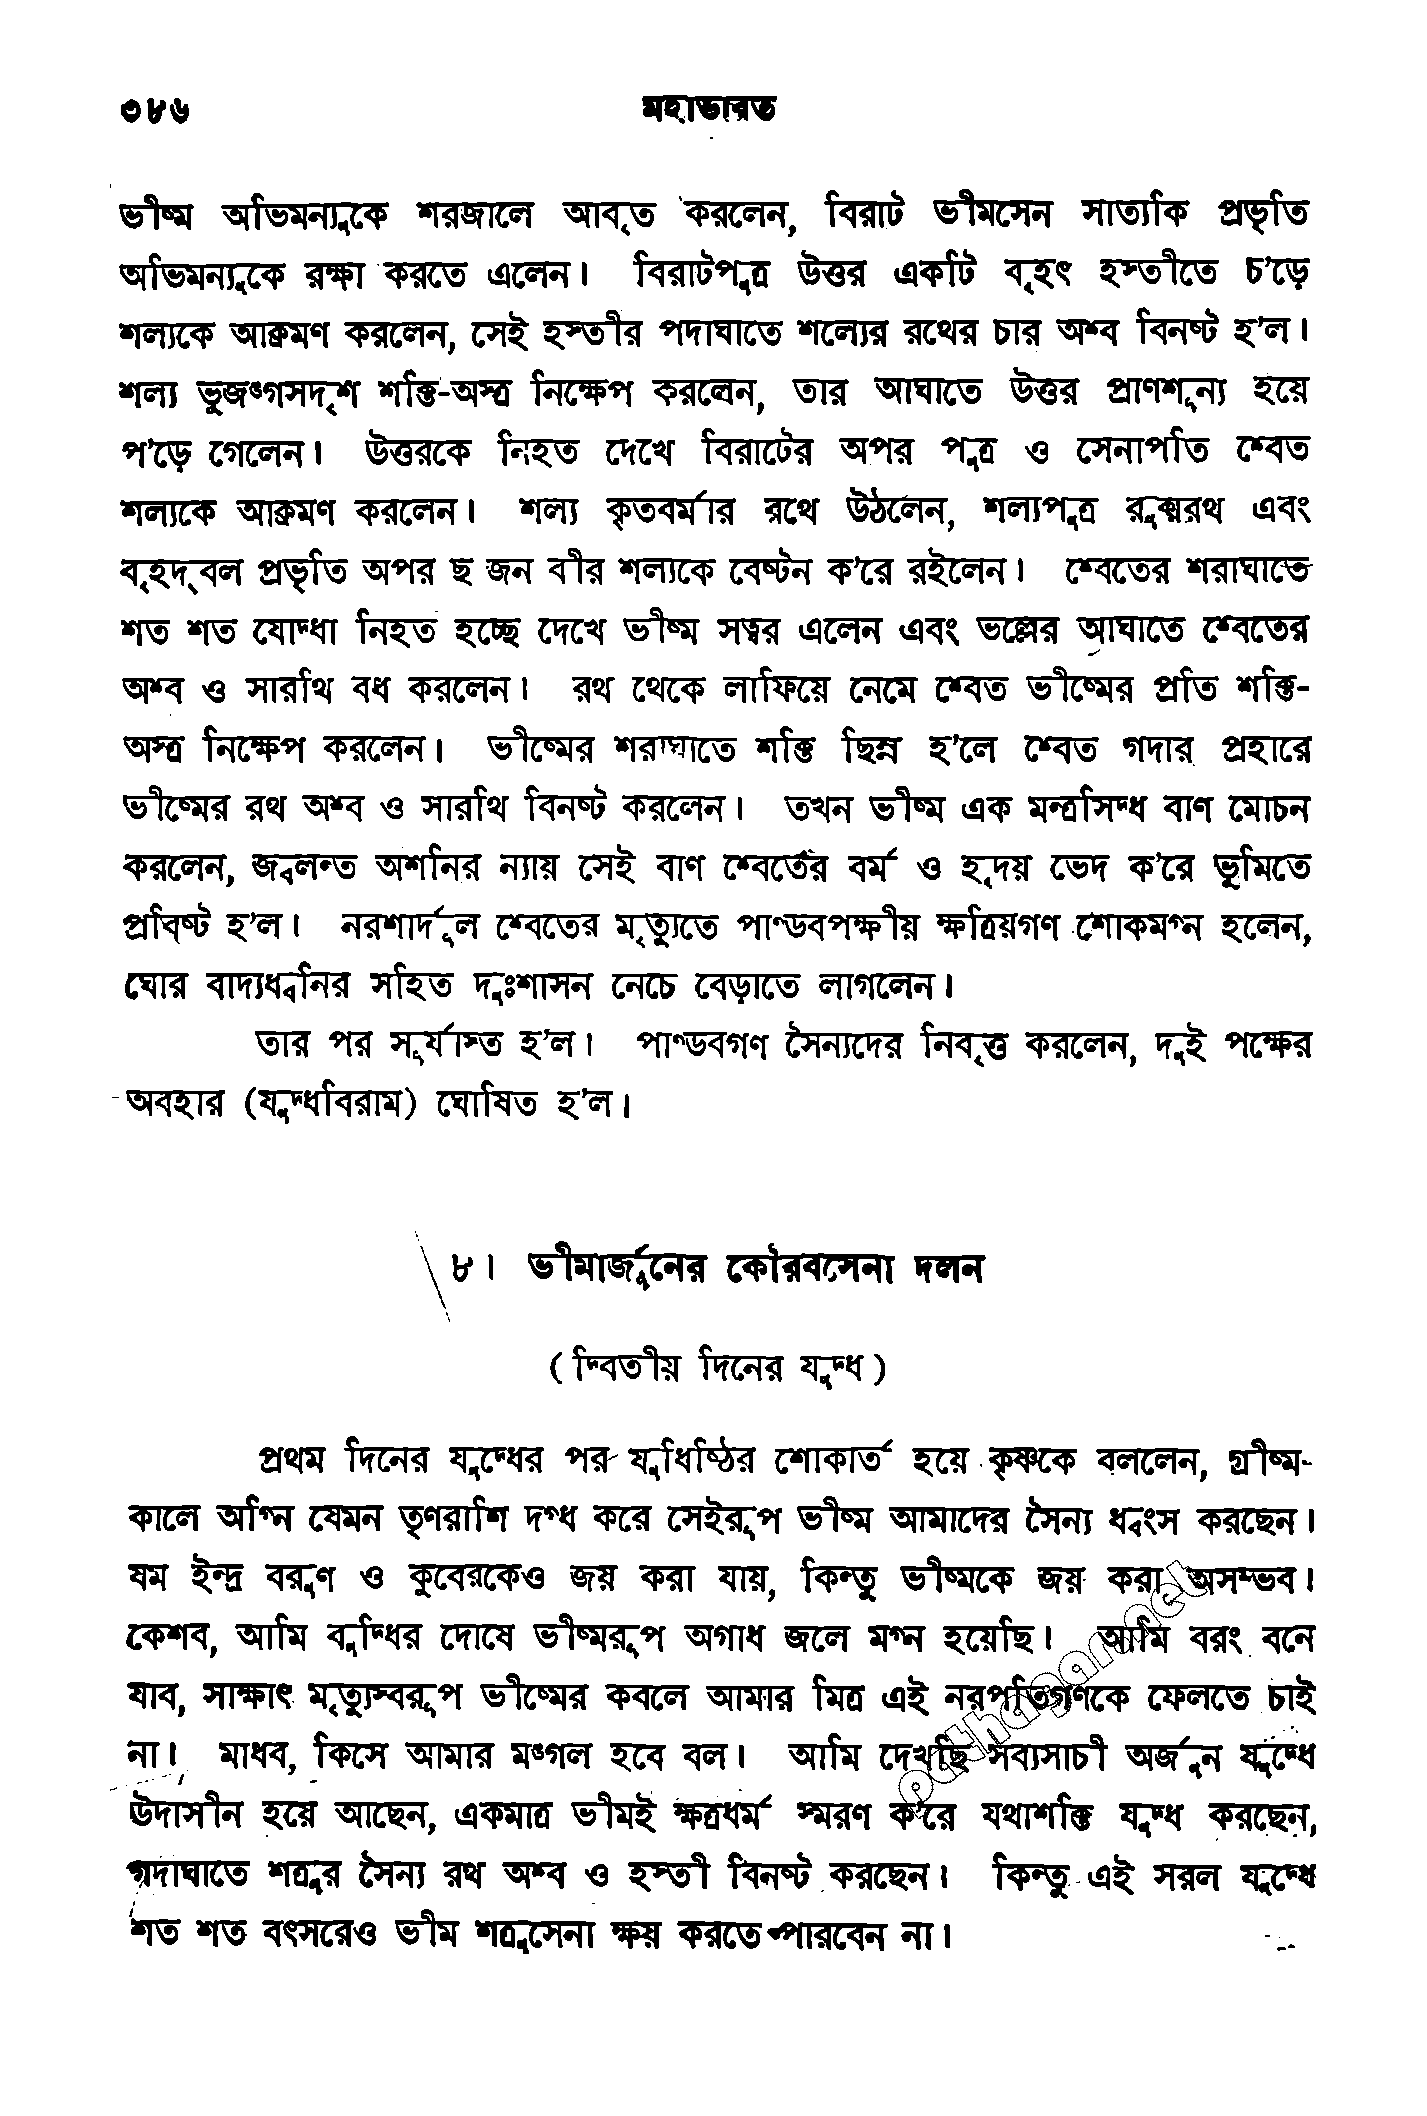 ৩৮৬ মহাভারত
ভীষ্ম অভিমন্যুকে শরজালে আবৃত করলেন, বিরাট ভীমসেন সাত্যকি প্রভৃতি
অভিমন্যুকে রক্ষা করতে এলেন। বিরাটপুত্র উত্তর একটি বৃহৎ হস্তীতে চ’ড়ে
শল্যকে আক্রমণ করলেন, সেই হস্তীর পদাঘাতে শল্যের রথের চার অশ্ব বিনষ্ট হ’ল।
শল্য ভুজঙ্গসদৃশ শক্তি-অস্ত্র নিক্ষেপ করলেন, তার আঘাতে উত্তর প্রাণশূন্য হয়ে
প’ড়ে গেলেন। উত্তরকে নিহত দেখে বিরাটের অপর পুত্র ও সেনাপতি শ্বেত
শল্যকে আক্রমণ করলেন। শল্য কৃতবর্মার রথে উঠলেন, শল্যপুত্র রুক্মরথ এবং
বৃহদ্‌বল প্রভৃতি অপর ছ জন বীর শল্যকে বেষ্টন ক’রে রইলেন। শ্বেতের শরাঘাতে
শত শত যোদ্ধা নিহত হচ্ছে দেখে ভীষ্ম সত্বর এলেন এবং ভল্লের আঘাতে শ্বেতের
অশ্ব ও সারথি বধ করলেন। রথ থেকে লাফিয়ে নেমে শ্বেত ভীষ্মের প্রতি শক্তি-
অস্ত্র নিক্ষেপ করলেন। ভীষ্মের শরাঘাতে শক্তি ছিন্ন হ’লে শ্বেত গদার প্রহারে
ভীষ্মের রথ অশ্ব ও সারথি বিনষ্ট করলেন। তখন ভীষ্ম এক মন্ত্রসিদ্ধ বাণ মোচন
করলেন, জ্বলন্ত অশনির ন্যায় সেই বাণ শ্বেতের বর্ম ও হৃদয় ভেদ ক’রে ভূমিতে
প্রবিষ্ট হ’ল। নরশার্দূল শ্বেতের মৃত্যুতে পাণ্ডবপক্ষীয় ক্ষত্রিয়গণ শোকমগ্ন হলেন,
ঘোর বাদ্যধ্বনির সহিত দুঃশাসন নেচে বেড়াতে লাগলেন।
তার পর সূর্যাস্ত হ’ল। পাণ্ডবগণ সৈন্যদের নিবৃত্ত করলেন, দুই পক্ষের
অবহার (যুদ্ধবিরাম) ঘোষিত হ’ল।
৮। ভীমার্জুনের কৌরবসেনা দলন
(দ্বিতীয় দিনের যুদ্ধ)
প্রথম দিনের যুদ্ধের পর যুধিষ্ঠির শোকার্ত হয়ে কৃষ্ণকে বললেন, গ্রীষ্ম-
কালে অগ্নি যেমন তৃণরাশি দগ্ধ করে সেইরূপ ভীষ্ম আমাদের সৈন্য ধ্বংস করছেন।
যম ইন্দ্র বরুণ ও কুবেরকেও জয় করা যায়, কিন্তু ভীষ্মকে জয় করা অসম্ভব।
কেশব, আমি বুদ্ধির দোষে ভীষ্মরূপ অগাধ জলে মগ্ন হয়েছি। আমি বরং বনে
যাব, সাক্ষাৎ মৃত্যুস্বরূপ ভীষ্মের কবলে আমার মিত্র এই নরপতিগণকে ফেলতে চাই
না। মাধব, কিসে আমার মঙ্গল হবে বল। আমি দেখছি সব্যসাচী অর্জুন যুদ্ধে
উদাসীন হয়ে আছেন, একমাত্র ভীমই ক্ষত্রধর্ম স্মরণ ক’রে যথাশক্তি যুদ্ধ করছেন,
গদাঘাতে শত্রুর সৈন্য রথ অশ্ব ও হস্তী বিনষ্ট করছেন। কিন্তু এই সরল যুদ্ধে
শত শত বৎসরেও ভীম শত্রুসেনা ক্ষয় করতে পারবেন না।
pathagar.net